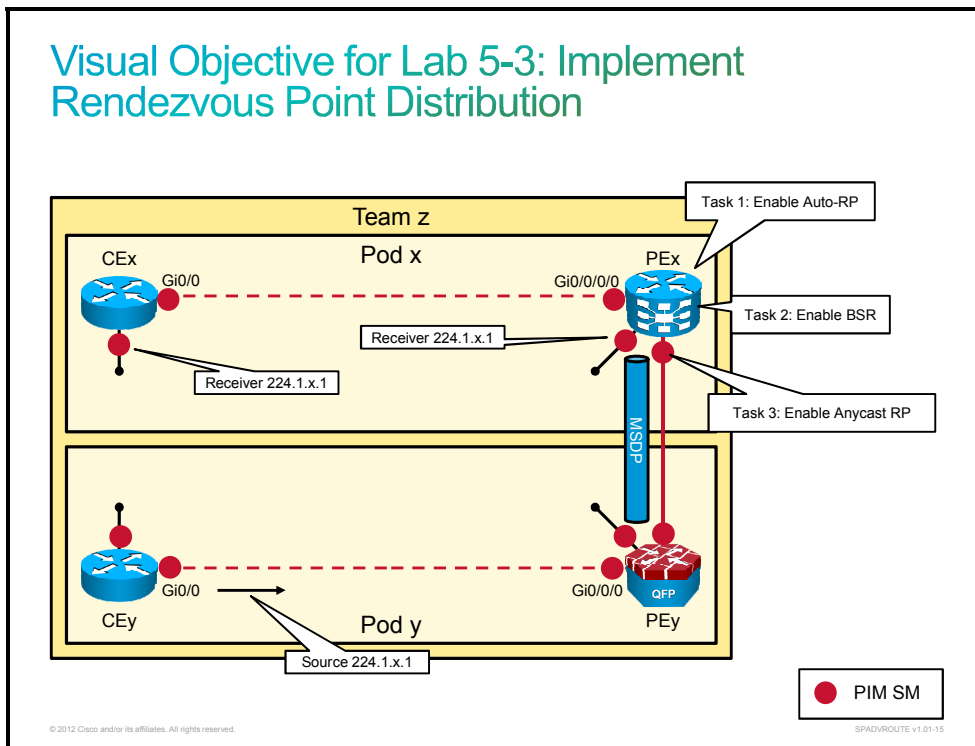 Visual Objective for Lab 5-3: Implement
Rendezvous Point Distribution
Team z
Pod x
CEx
Gi0/0
Gi0/0/0/0
PEx
Task 1: Enable Auto-RP
Task 2: Enable BSR
Receiver 224.1.x.1
Receiver 224.1.x.1
Task 3: Enable Anycast RP
MSDP
CEy
Gi0/0
Gi0/0/0
QFP
PEy
Pod y
Source 224.1.x.1
PIM SM
© 2012 Cisco and/or its affiliates. All rights reserved.
SPADVROUTE v1.01-15